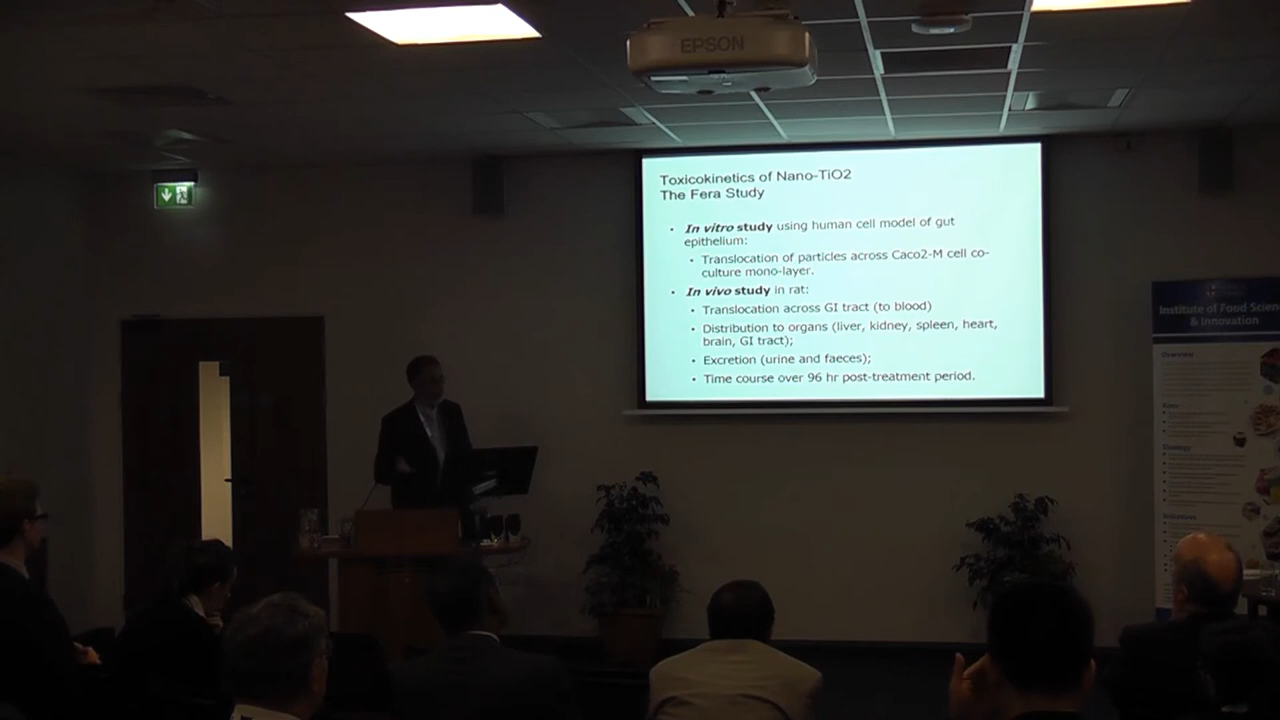 EPSON
Toxicokinetics of Nano-TiO2
The Fera Study
• In vitro study using human cell model of gut
epithelium:
• Translocation of particles across Caco2-M cell co-
culture mono-layer.
• In vivo study in rat:
• Translocation across GI tract (to blood)
• Distribution to organs (liver, kidney, spleen, heart,
brain, GI tract);
• Excretion (urine and faeces);
• Time course over 96 hr post-treatment period.
Institute of Food Scien
& Innovation
Overview